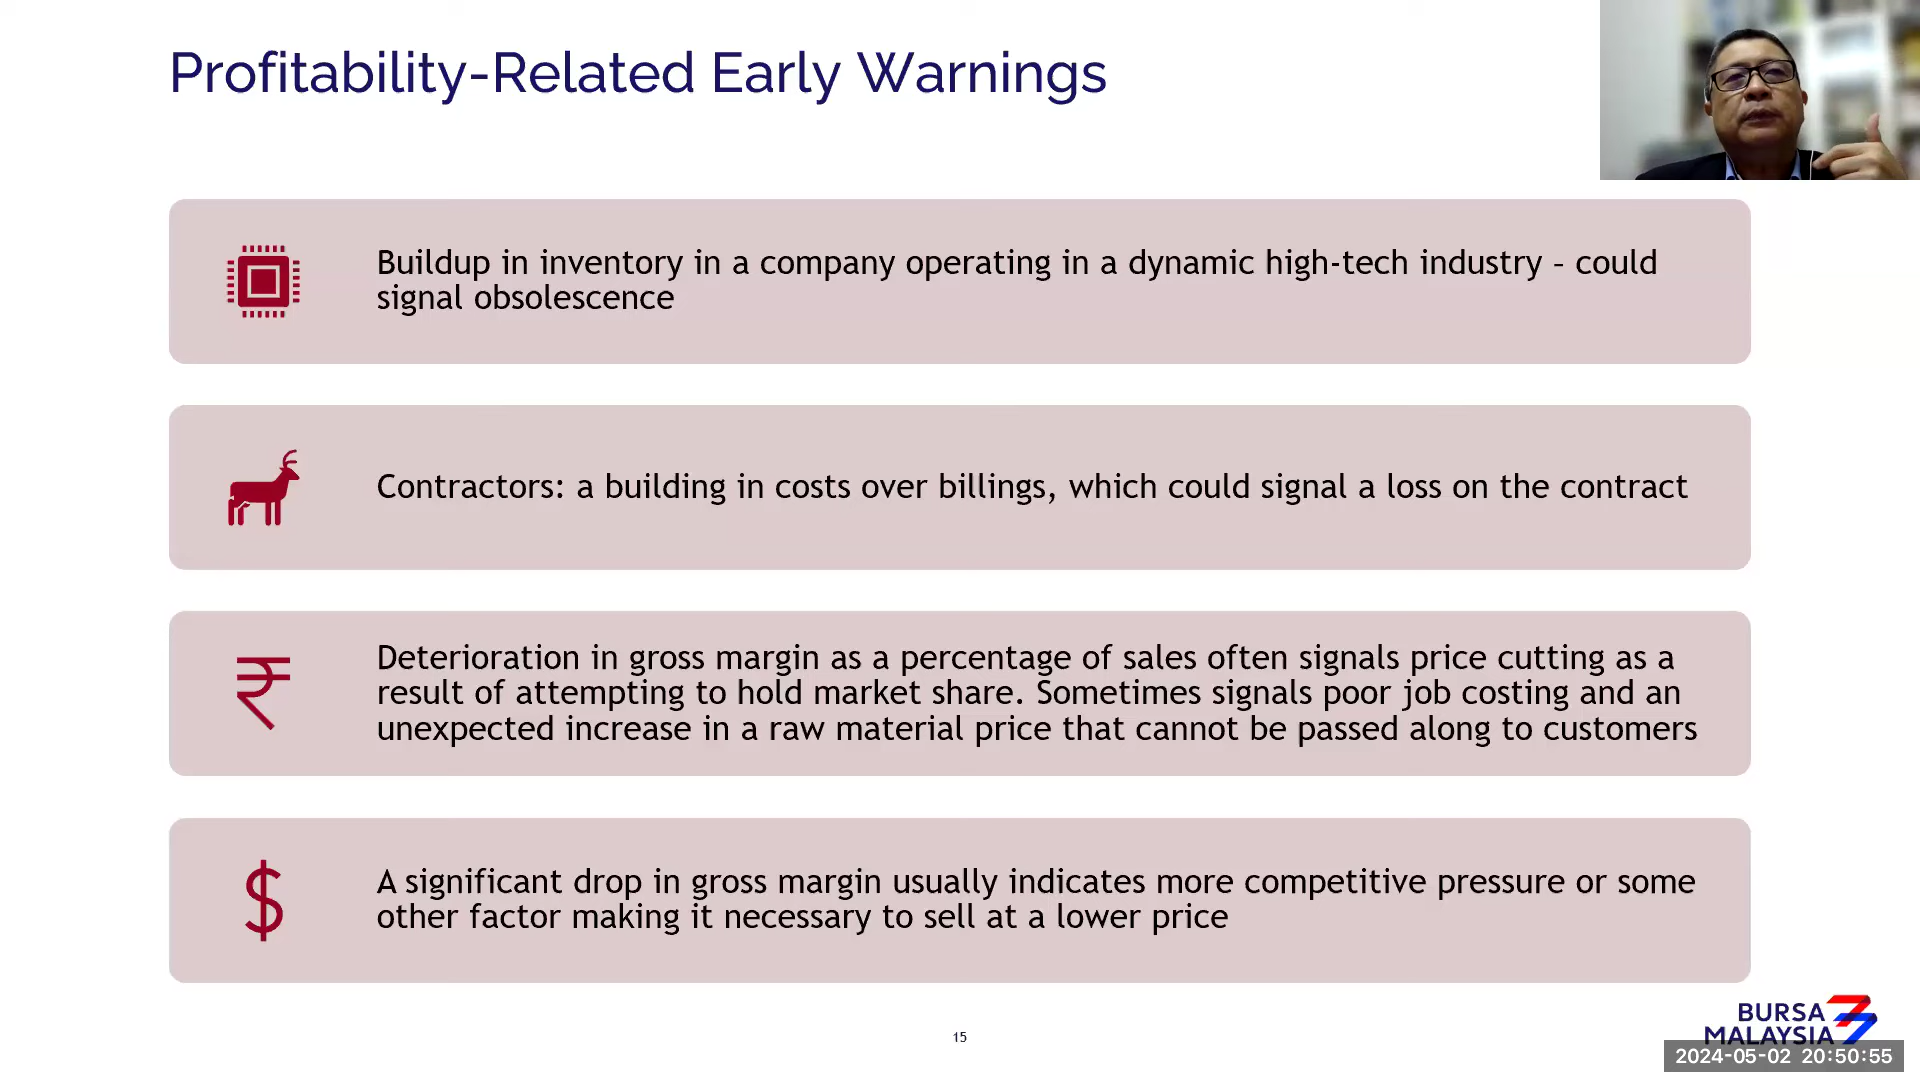 Profitability-Related Early Warnings
Buildup in inventory in a company operating in a dynamic high-tech industry – could
signal obsolescence
Contractors: a building in costs over billings, which could signal a loss on the contract
Deterioration in gross margin as a percentage of sales often signals price cutting as a
result of attempting to hold market share. Sometimes signals poor job costing and an
unexpected increase in a raw material price that cannot be passed along to customers
A significant drop in gross margin usually indicates more competitive pressure or some
other factor making it necessary to sell at a lower price
15
BURSA
MALAYSIA
2024-05-02 20:50:55